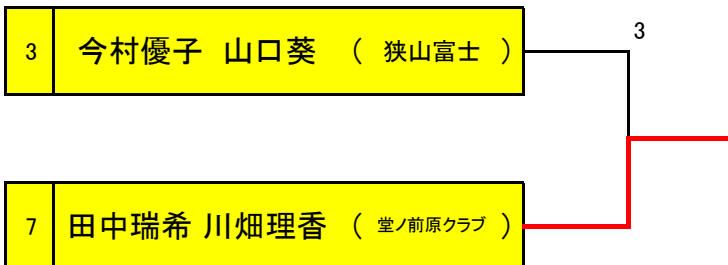 3 今村優子 山口葵 ( 狭山富士 ) 3
7 田中瑞希 川畑理香 ( 堂ノ前原クラブ )